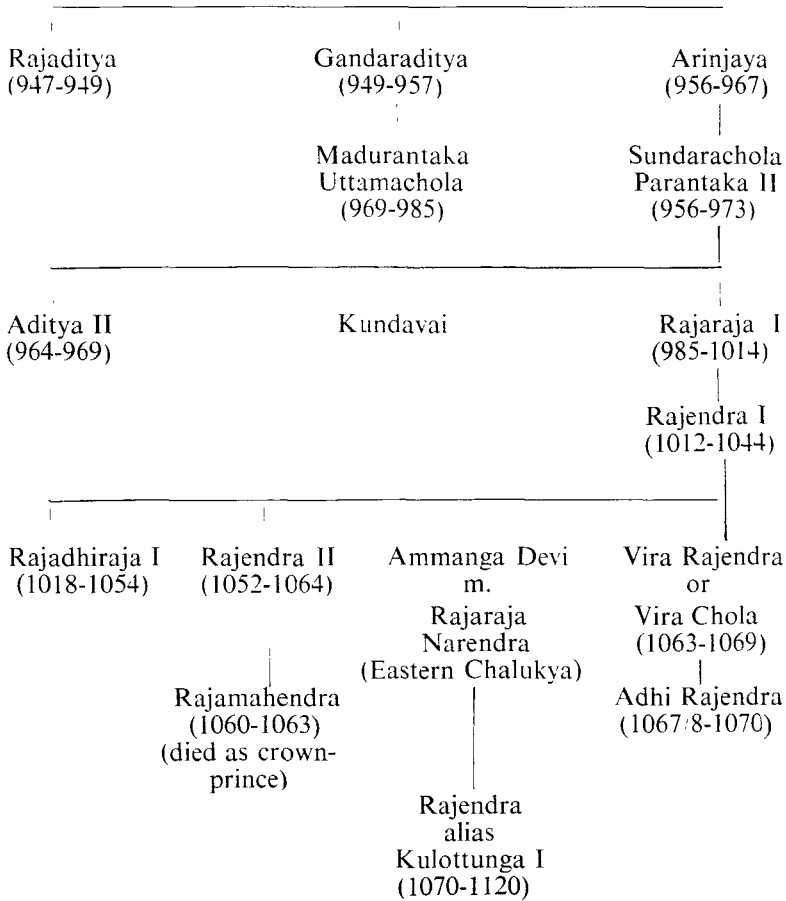 Rajaditya
(947-949)
Gandaraditya
(949-957)
Arinjaya
(956-967)
Madurantaka
Uttamachola
(969-985)
Sundarachola
Parantaka II
(956-973)
Aditya II
(964-969)
Kundavai
Rajaraja I
(985-1014)
Rajendra I
(1012-1044)
Rajadhiraja I
(1018-1054)
Rajendra II
(1052-1064)
Ammanga Devi
m.
Rajaraja
Narendra
(Eastern Chalukya)
Vira Rajendra
or
Vira Chola
(1063-1069)
Rajamahendra
(1060-1063)
(died as crown-
prince)
Adhi Rajendra
(1067/8-1070)
Rajendra
alias
Kulottunga I
(1070-1120)